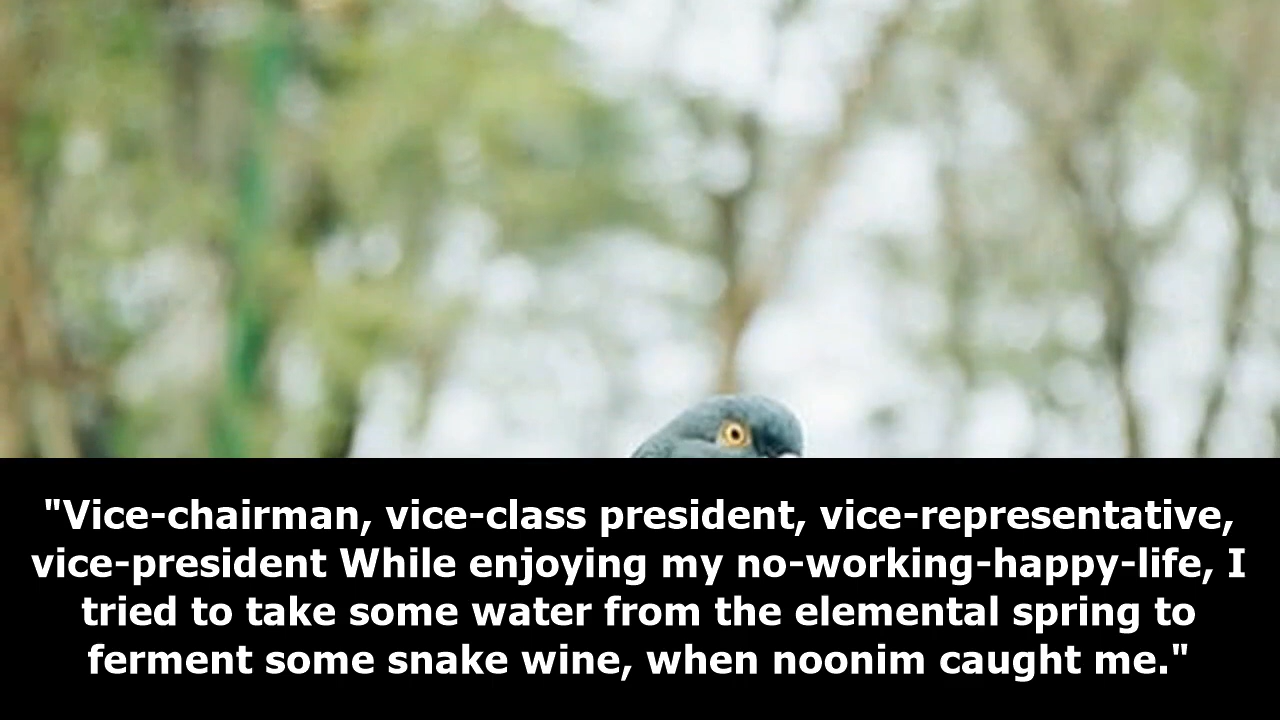 "Vice-chairman, vice-class president, vice-representative,
vice-president While enjoying my no-working-happy-life, I
tried to take some water from the elemental spring to
ferment some snake wine, when noonim caught me."